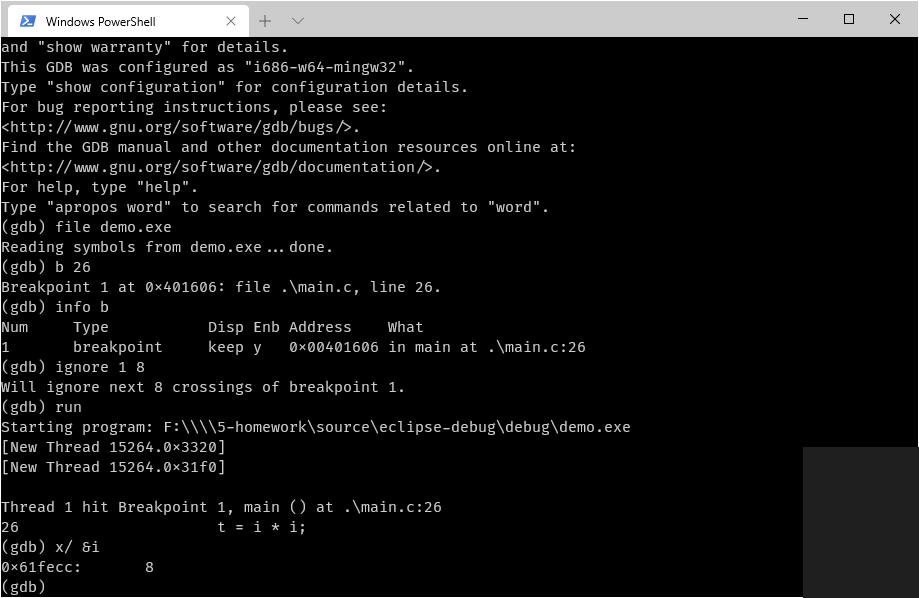 Windows PowerShell
and "show warranty" for details.
This GDB was configured as "i686-w64-mingw32".
Type "show configuration" for configuration details.
For bug reporting instructions, please see:
<http://www.gnu.org/software/gdb/bugs/>.
Find the GDB manual and other documentation resources online at:
<http://www.gnu.org/software/gdb/documentation/>.
For help, type "help".
Type "apropos word" to search for commands related to "word".
(gdb) file demo.exe
Reading symbols from demo.exe...done.
(gdb) b 26
Breakpoint 1 at 0x401606: file .\main.c, line 26.
(gdb) info b
Num     Type           Disp Enb Address    What
1       breakpoint     keep y   0x00401606 in main at .\main.c:26
(gdb) ignore 1 8
Will ignore next 8 crossings of breakpoint 1.
(gdb) run
Starting program: F:\\\\5-homework\source\eclipse-debug\debug\demo.exe
[New Thread 15264.0x3320]
[New Thread 15264.0x31f0]
Thread 1 hit Breakpoint 1, main () at .\main.c:26
26                      t = i * i;
(gdb) x/ &i
0x61fecc:       8
(gdb)